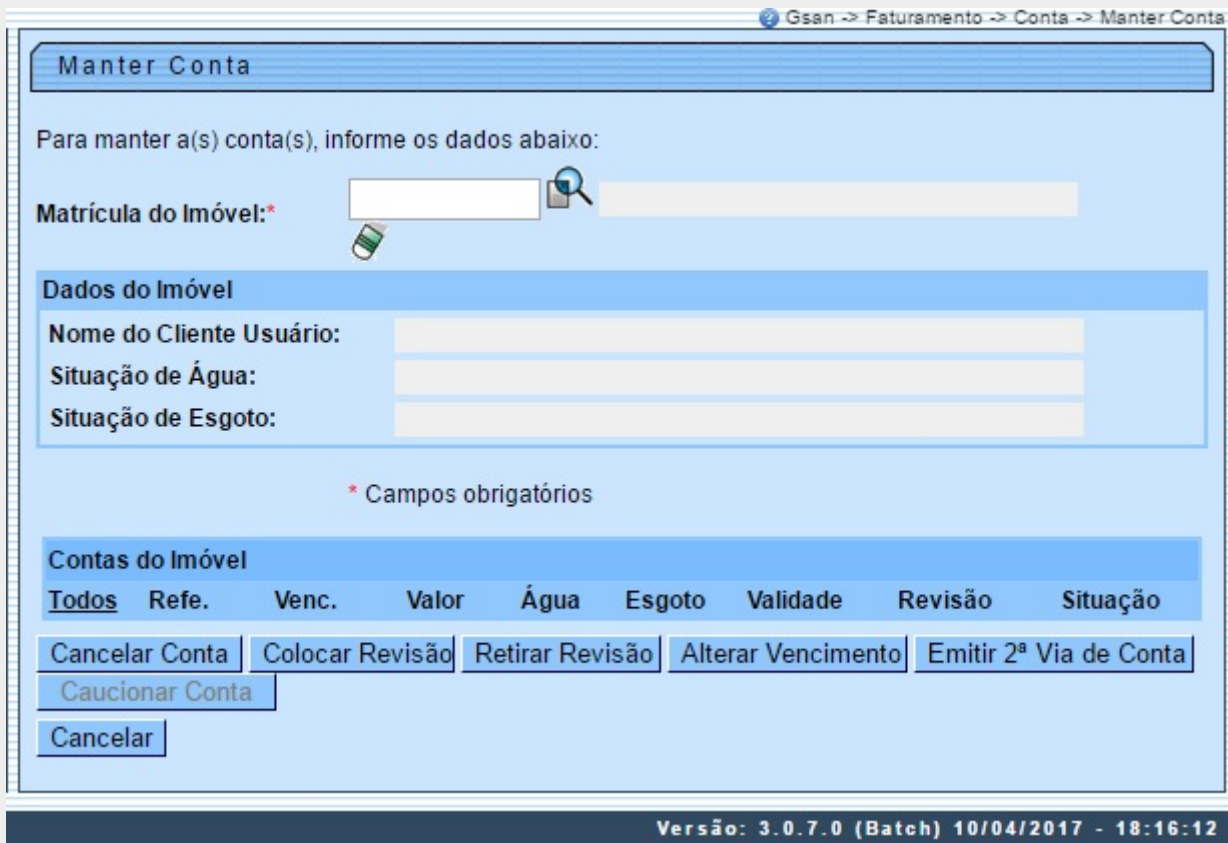 Gsan -> Faturamento -> Conta -> Manter Conta
Manter Conta
Para manter a(s) conta(s), informe os dados abaixo:
Matrícula do Imóvel:*
Dados do Imóvel
Nome do Cliente Usuário:
Situação de Água:
Situação de Esgoto:
* Campos obrigatórios
Contas do Imóvel
Todos Refe. Venc. Valor Água Esgoto Validade Revisão Situação
Cancelar Conta Colocar Revisão Retirar Revisão Alterar Vencimento Emitir 2ª Via de Conta
Caucionar Conta
Cancelar
Versão: 3.0.7.0 (Batch) 10/04/2017 - 18:16:12